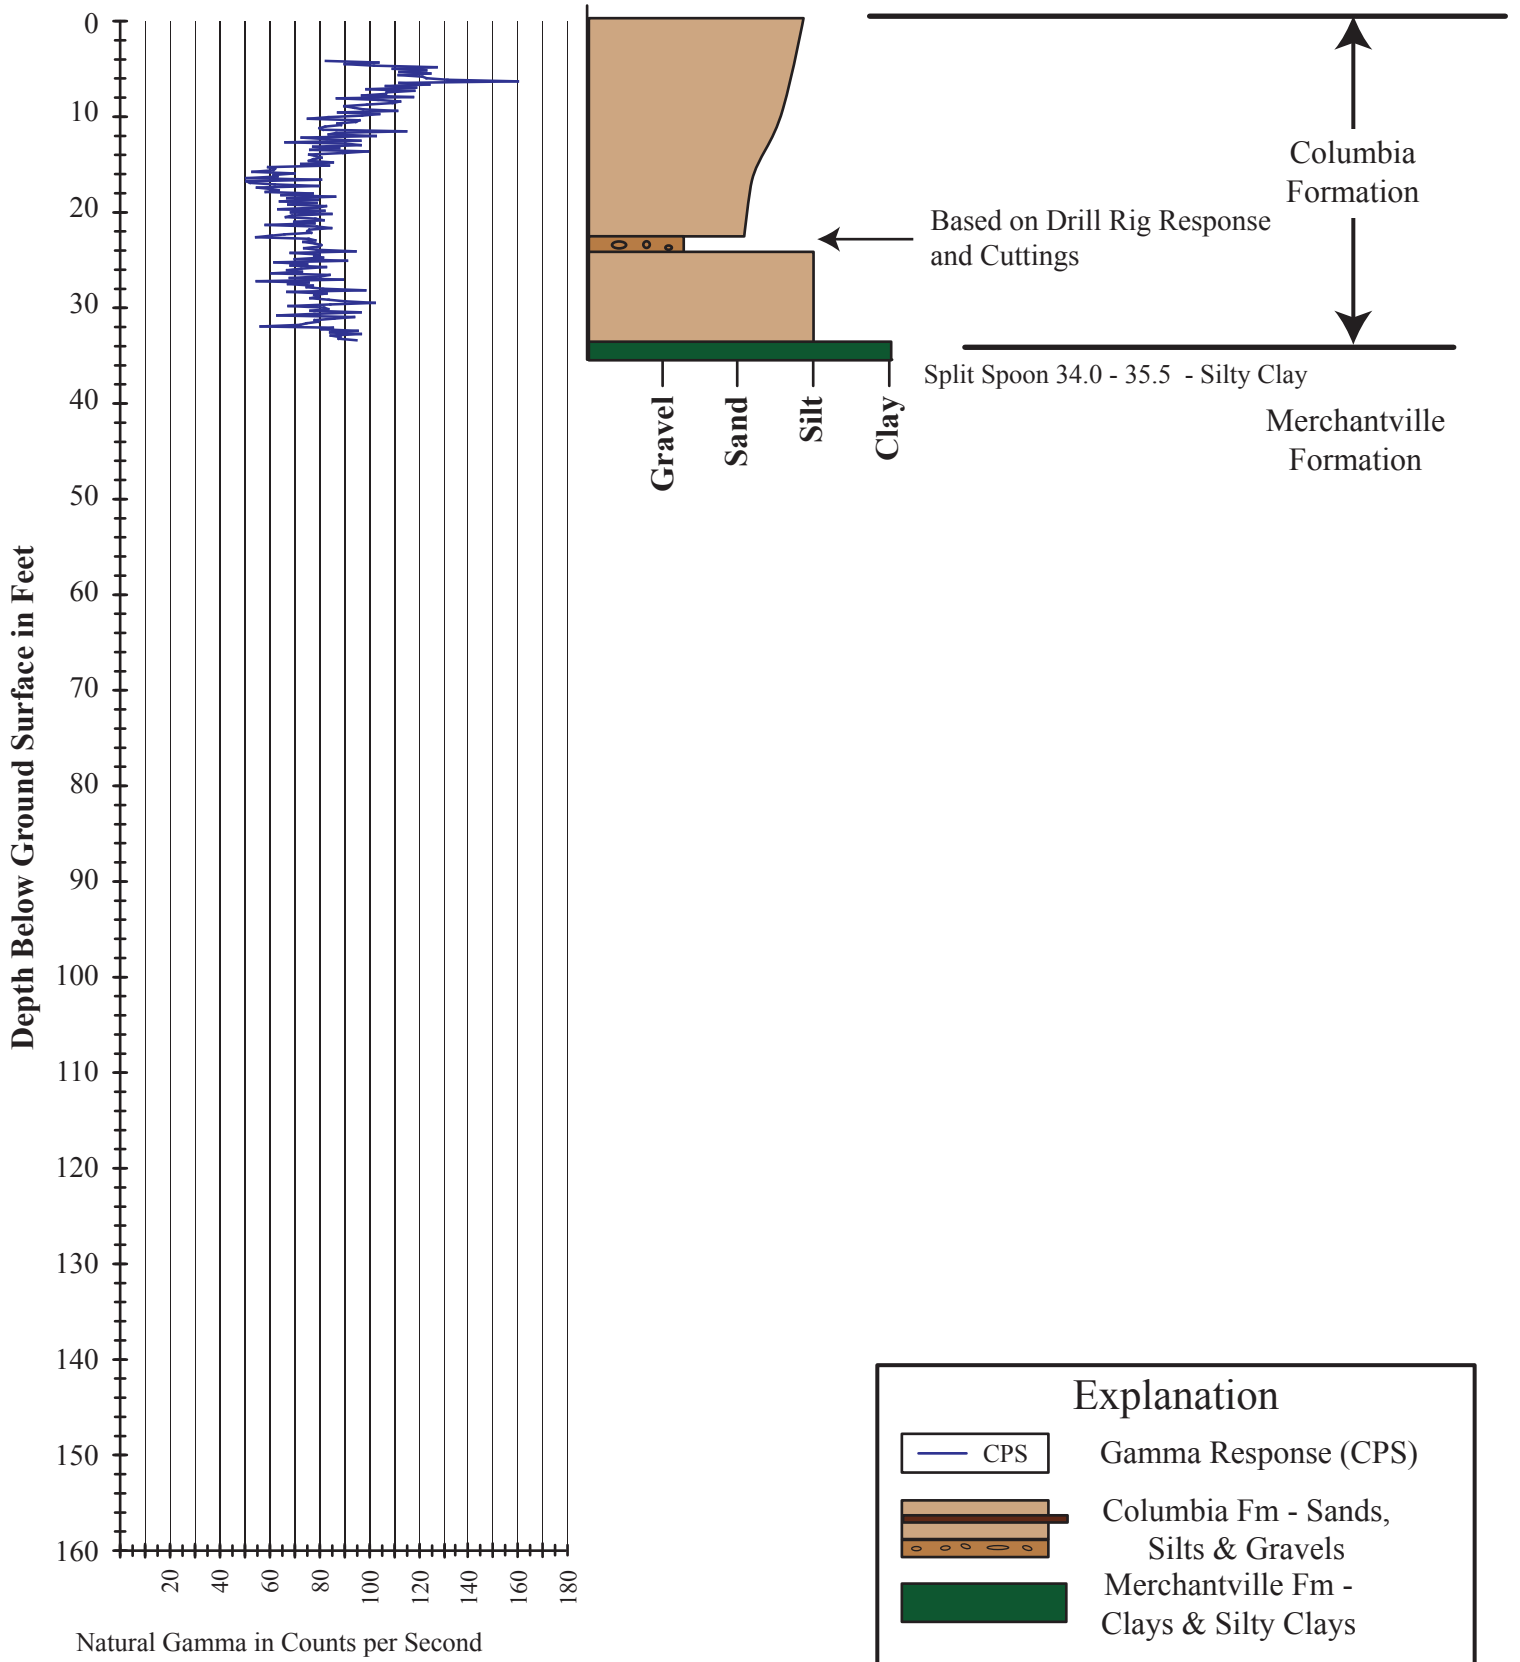 0
10
20
30
40
50
60
70
80
90
100
110
120
130
140
150
160
Depth Below Ground Surface in Feet
20
40
60
80
100
120
140
160
180
Natural Gamma in Counts per Second
Gravel
Sand
Silt
Clay
Based on Drill Rig Response
and Cuttings
Columbia
Formation
Split Spoon 34.0 - 35.5 - Silty Clay
Merchantville
Formation
Explanation
CPS
Gamma Response (CPS)
Columbia Fm - Sands,
Silts & Gravels
Merchantville Fm -
Clays & Silty Clays